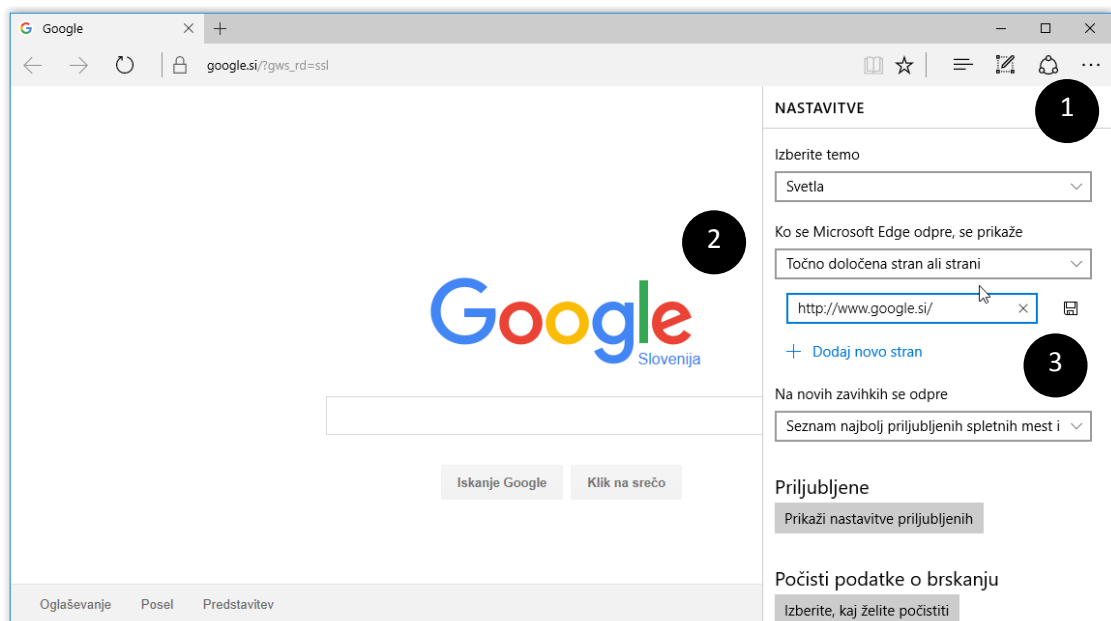 Google
google.si/?gws_rd=ssl
NASTAVITVE
1
Izberite temo
Svetla
2
Ko se Microsoft Edge odpre, se prikaže
Točno določena stran ali strani
http://www.google.si/
Dodaj novo stran
3
Na novih zavihkih se odpre
Seznam najbolj priljubljenih spletnih mest i
Priljubljene
Prikaži nastavitve priljubljenih
Počisti podatke o brskanju
Izberite, kaj želite počistiti
Google
Slovenija
Iskanje Google
Klik na srečo
Oglaševanje
Posel
Predstavitev